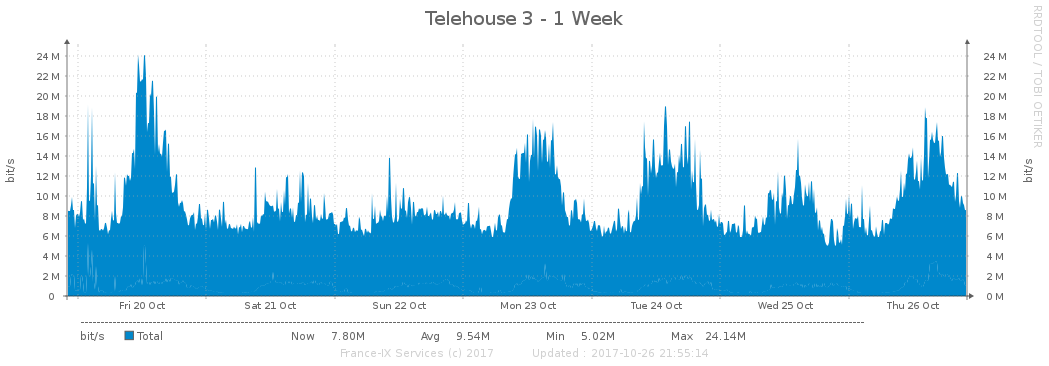 Telehouse 3 - 1 Week
RRDTOOL / TOBI OETIKER
bit/s
24 M
22 M
20 M
18 M
16 M
14 M
12 M
10 M
8 M
6 M
4 M
2 M
0
24 M
22 M
20 M
18 M
16 M
14 M
12 M
10 M
8 M
6 M
4 M
2 M
0 M
bit/s
Fri 20 Oct Sat 21 Oct Sun 22 Oct Mon 23 Oct Tue 24 Oct Wed 25 Oct Thu 26 Oct
bit/s Total Now 7.80M Avg 9.54M Min 5.02M Max 24.14M
France-IX Services (c) 2017 Updated : 2017-10-26 21:55:14